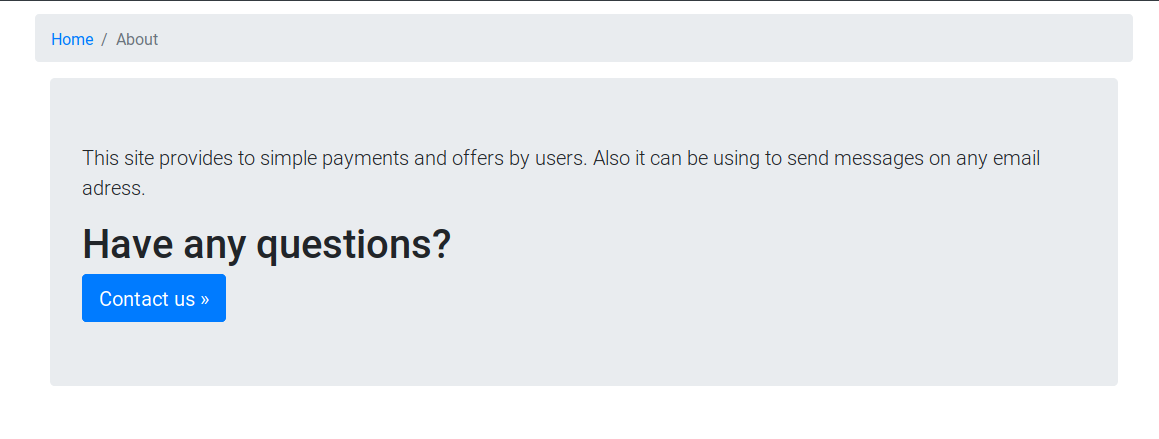 Home / About
This site provides to simple payments and offers by users. Also it can be using to send messages on any email
adress.
Have any questions?
Contact us »